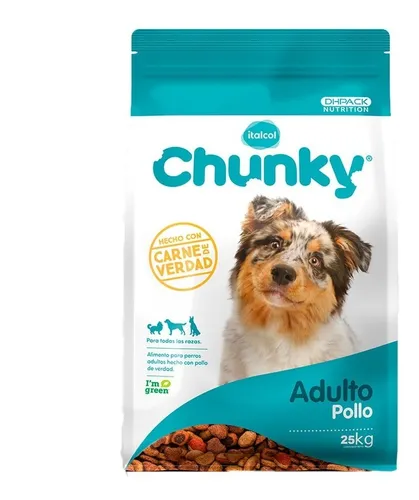 DHPACK
NUTRITION
italcol
Chunky®
HECHO CON
CARNE DE
VERDAD
Para todas las razas.
Alimento para perros
adultos hecho con pollo
de verdad.
I'm
green
Adulto
Pollo
25kg